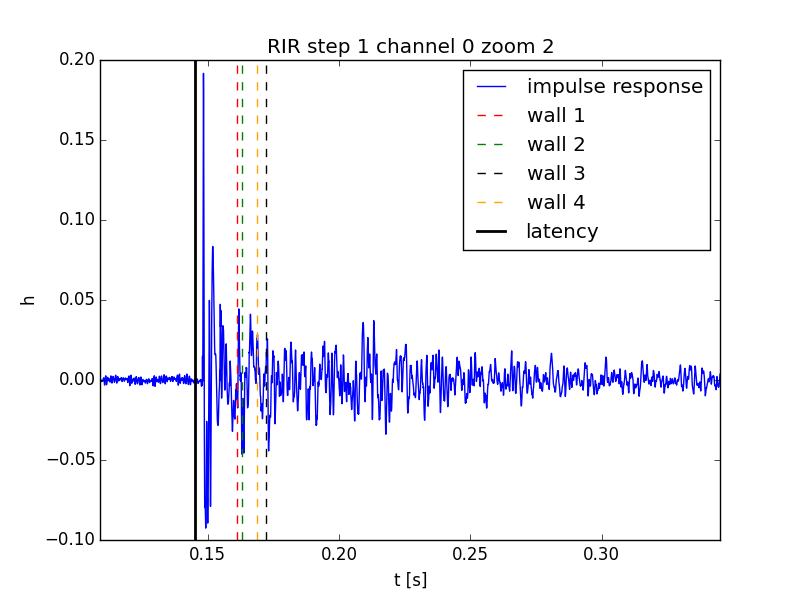 RIR step 1 channel 0 zoom 2
impulse response
wall 1
wall 2
wall 3
wall 4
latency
h
0.20
0.15
0.10
0.05
0.00
−0.05
−0.10
0.15
0.20
0.25
0.30
t [s]